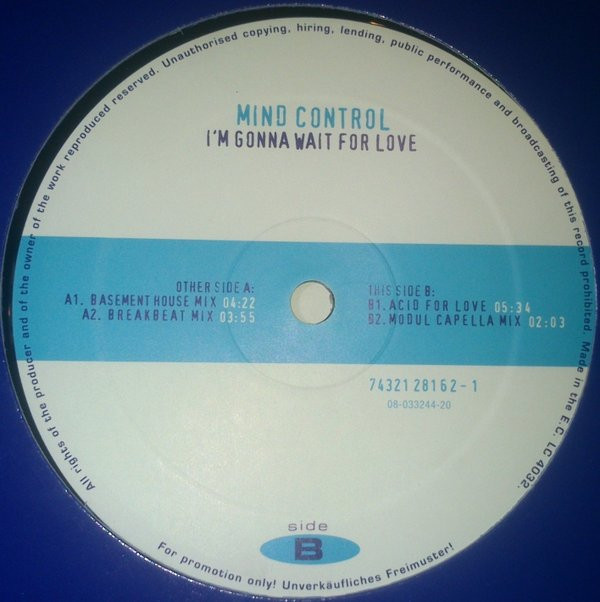 All rights of the producer and of the owner of the work reproduced reserved. Unauthorised copying, hiring, lending, public performance and broadcasting of this record prohibited. Made in the E.C. LC 4032.
MIND CONTROL
I'M GONNA WAIT FOR LOVE
OTHER SIDE A:
A1. BASEMENT HOUSE MIX 04:22
A2. BREAKBEAT MIX 03:55
THIS SIDE B:
B1. ACID FOR LOVE 05:34
B2. MODUL CAPELLA MIX 02:03
74321 28162-1
08-033244-20
side
B
For promotion only! Unverkäufliches Freimuster!